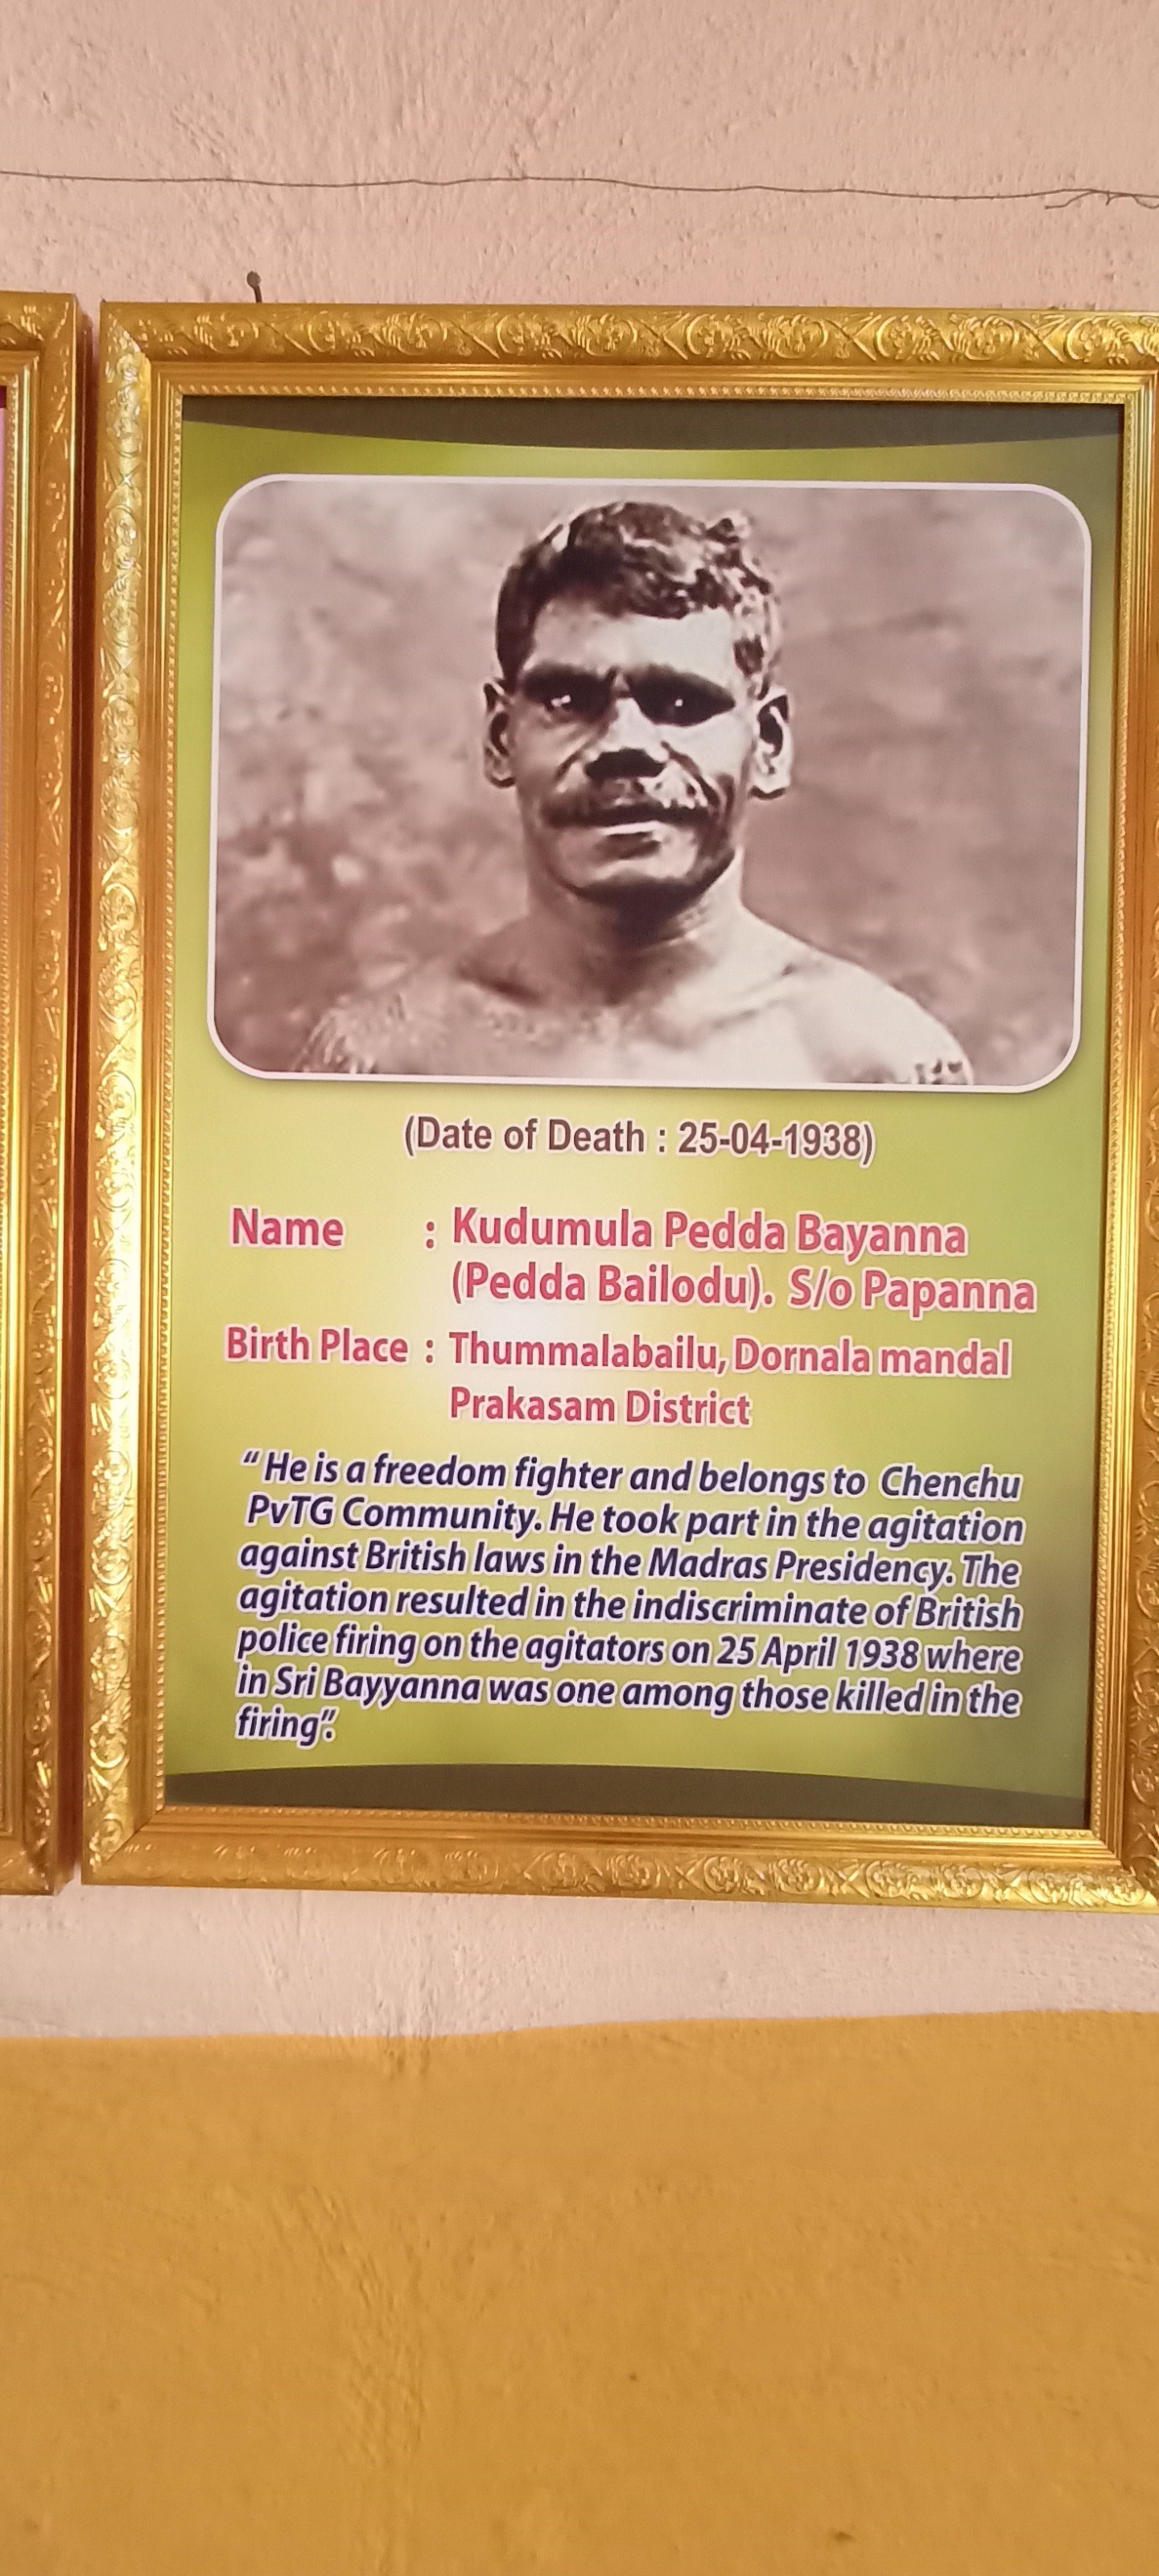 (Date of Death : 25-04-1938)
Name : Kudumula Pedda Bayanna
(Pedda Bailodu). S/o Papanna
Birth Place : Thummalabailu, Dornala mandal
Prakasam District
“ He is a freedom fighter and belongs to Chenchu
PvTG Community. He took part in the agitation
against British laws in the Madras Presidency. The
agitation resulted in the indiscriminate of British
police firing on the agitators on 25 April 1938 where
in Sri Bayyanna was one among those killed in the
firing”.